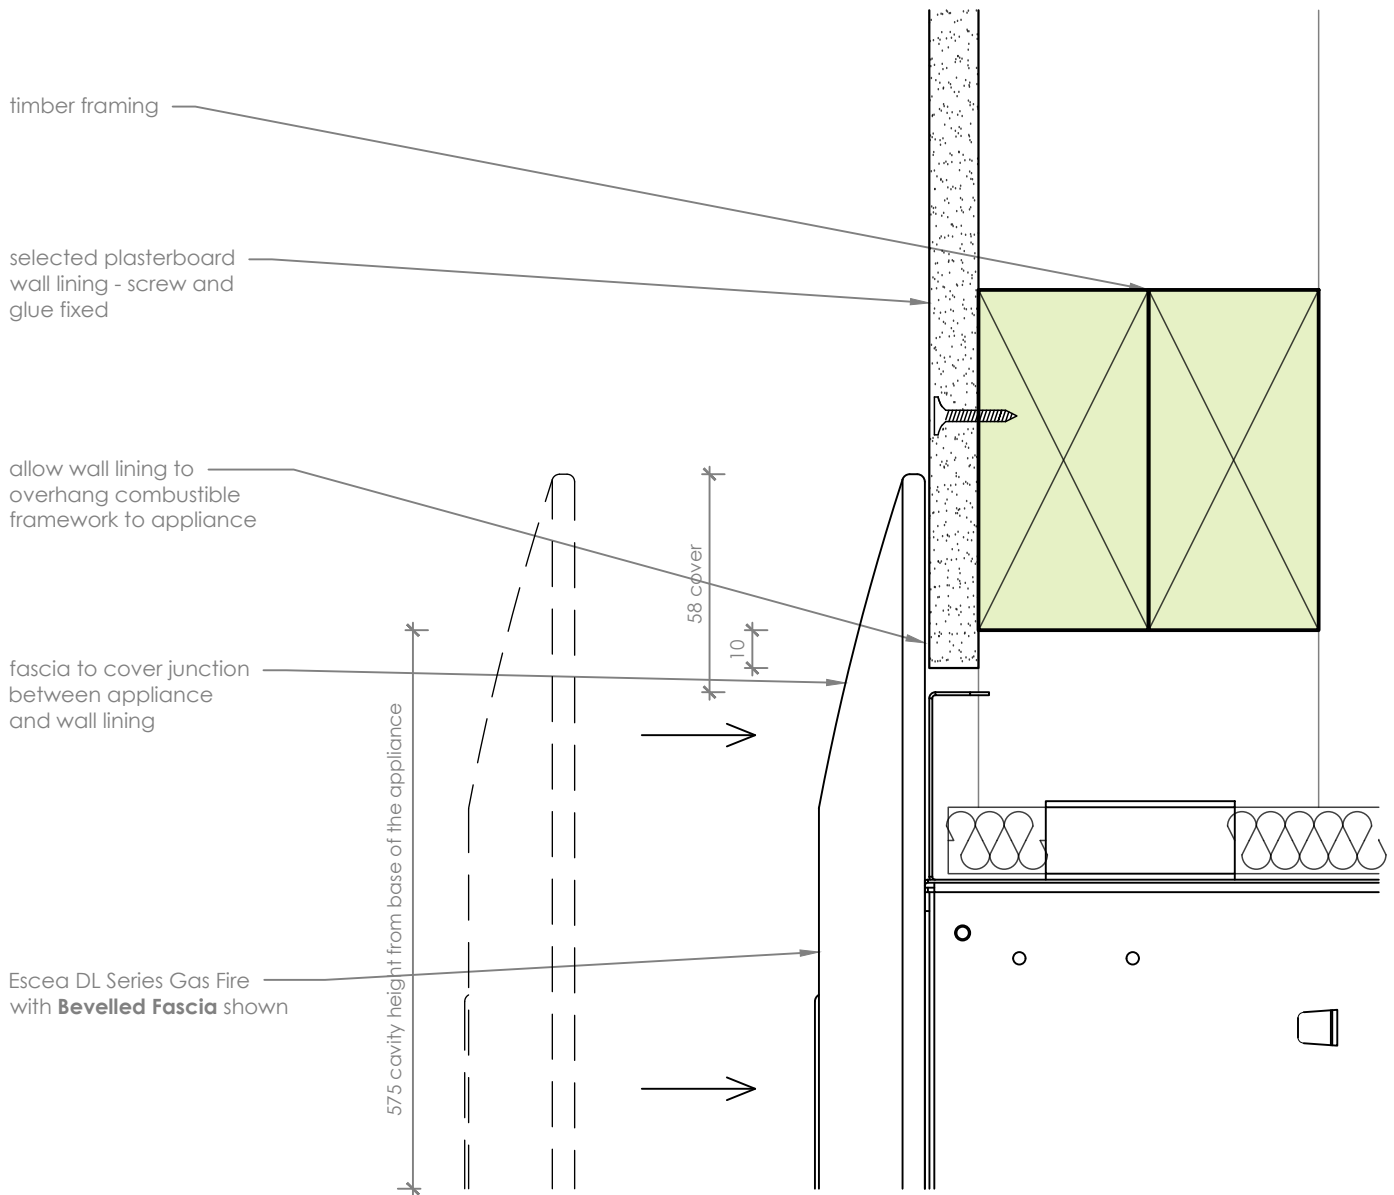 timber framing
selected plasterboard
wall lining - screw and
glue fixed
allow wall lining to
overhang combustible
framework to appliance
58 cover
10
fascia to cover junction
between appliance
and wall lining
575 cavity height from base of the appliance
Escea DL Series Gas Fire
with Bevelled Fascia shown